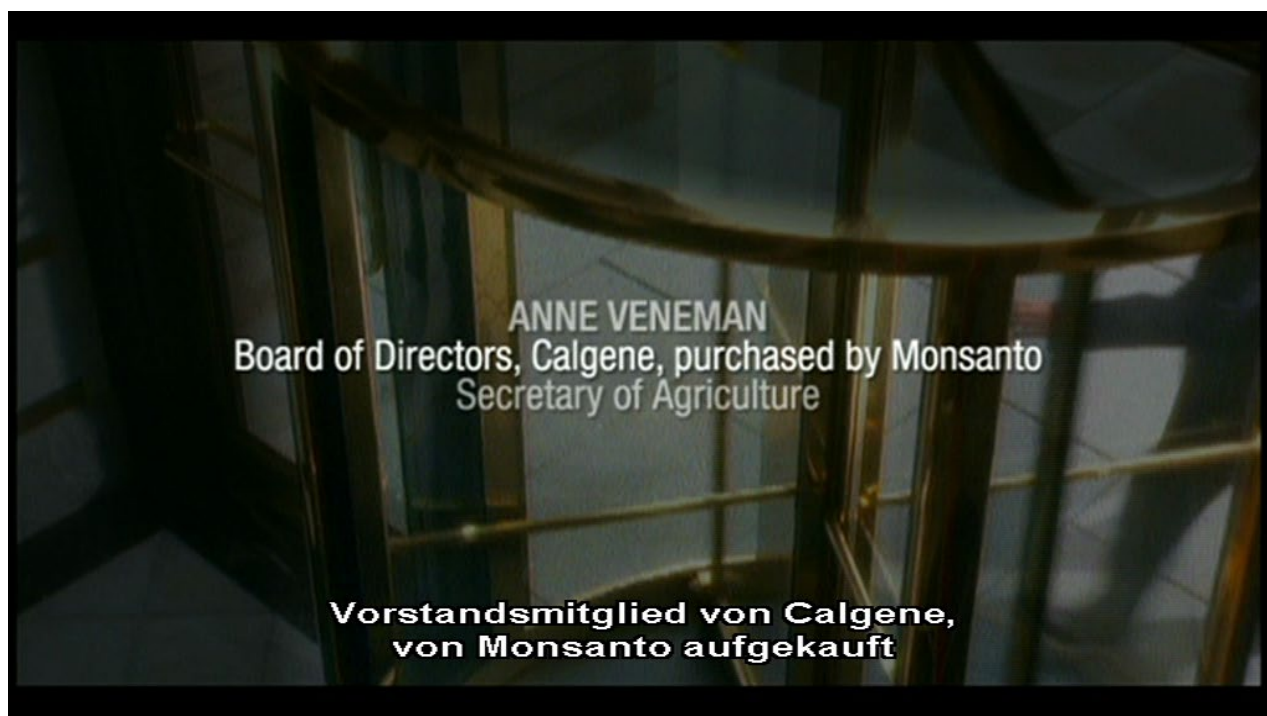 ANNE VENEMAN
Board of Directors, Calgene, purchased by Monsanto
Secretary of Agriculture
Vorstandsmitglied von Calgene,
von Monsanto aufgekauft